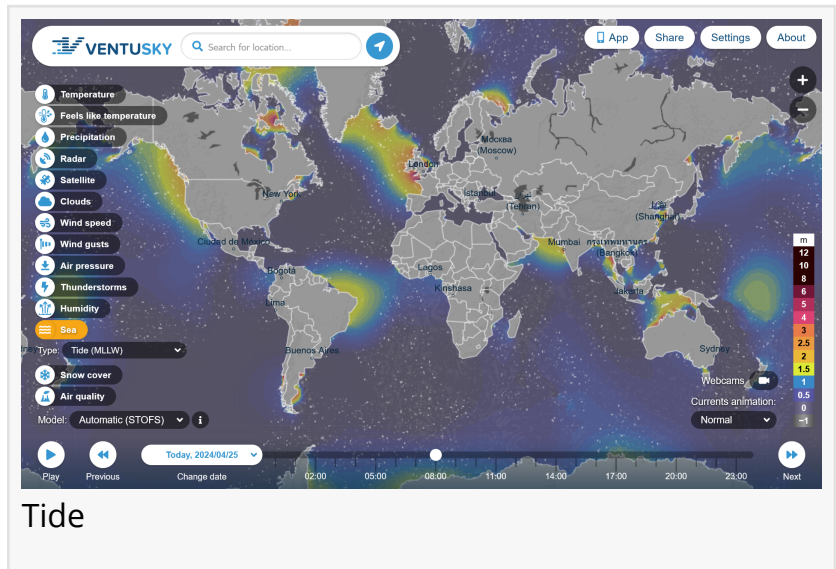 VENTUSKY
Search for location...
App
Share
Settings
About
Temperature
Feels like temperature
Precipitation
Radar
Satellite
Clouds
Wind speed
Wind gusts
Air pressure
Thunderstorms
Humidity
Sea
Type: Tide (MLLW)
Snow cover
Air quality
Model: Automatic (STOFS) i
Москва
(Moscow)
London
New York
Istanbul
(Tehran)
(Shanghai)
Ciudad de México
Mumbai
กรุงเทพมหานคร
(Bangkok)
Bogotá
Lagos
Kinshasa
Jakarta
Lima
Buenos Aires
Sydney
m
12
10
8
6
5
4
3
2.5
2
1.5
1
0.5
0
−1
Webcams
Currents animation:
Normal
Play
Previous
Today, 2024/04/25
Change date
02:00
05:00
08:00
11:00
14:00
17:00
20:00
23:00
Next
Tide